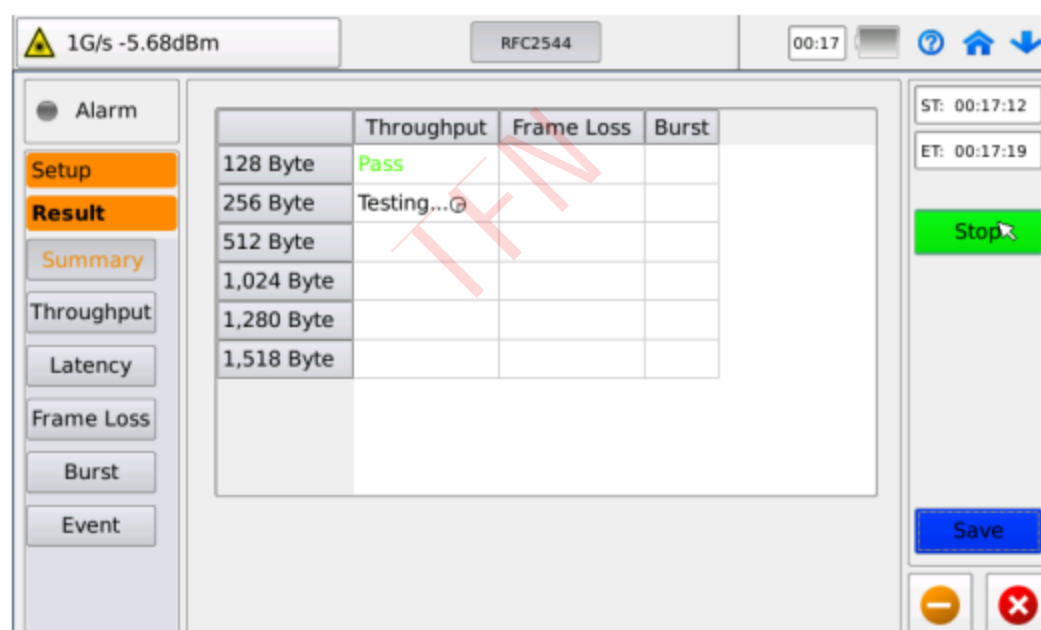 1G/s -5.68dBm
RFC2544
00:17
Alarm
Setup
Result
Summary
Throughput
Latency
Frame Loss
Burst
Event
Throughput Frame Loss Burst
128 Byte Pass
256 Byte Testing...
512 Byte
1,024 Byte
1,280 Byte
1,518 Byte
TFN
ST: 00:17:12
ET: 00:17:19
Stop
Save